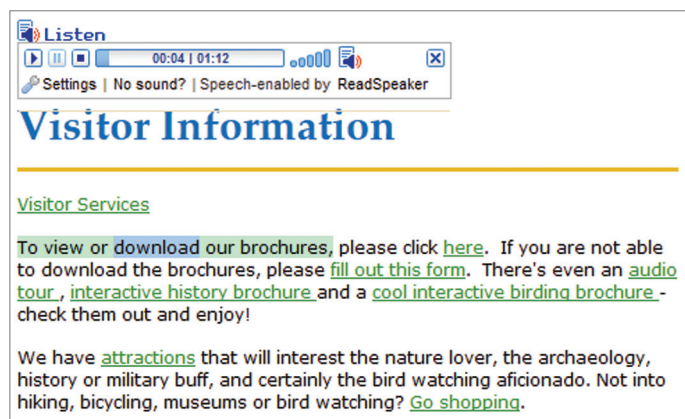 Listen
00:04 | 01:12
Settings | No sound? | Speech-enabled by ReadSpeaker
Visitor Information
Visitor Services
To view or download our brochures, please click here. If you are not able
to download the brochures, please fill out this form. There's even an audio
tour , interactive history brochure and a cool interactive birding brochure -
check them out and enjoy!
We have attractions that will interest the nature lover, the archaeology,
history or military buff, and certainly the bird watching aficionado. Not into
hiking, bicycling, museums or bird watching? Go shopping.